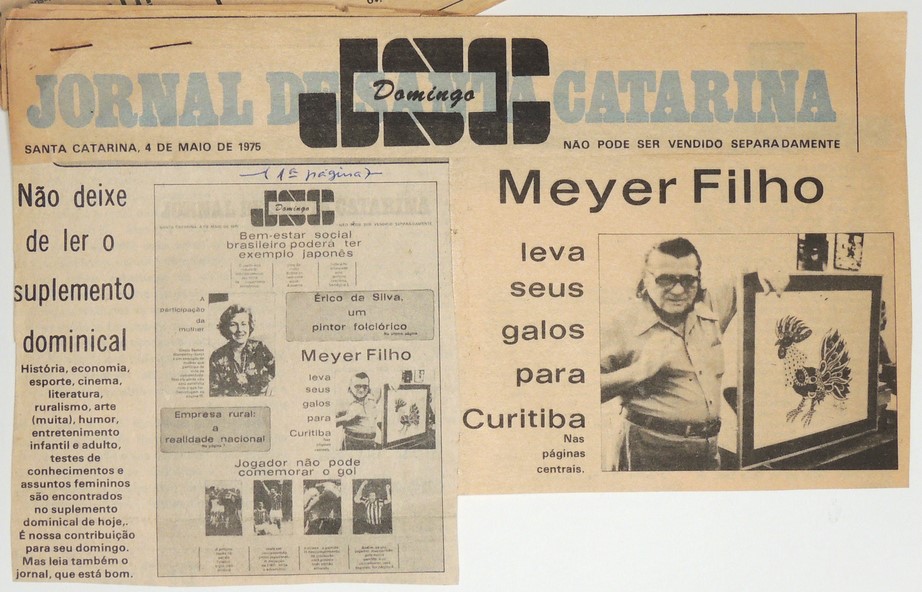 JORNAL DE SANTA CATARINA
JSC
Domingo
SANTA CATARINA, 4 DE MAIO DE 1975
NÃO PODE SER VENDIDO SEPARADAMENTE
Não deixe
de ler o
suplemento
dominical
História, economia,
esporte, cinema,
literatura,
ruralismo, arte
(muita), humor,
entretenimento
infantil e adulto,
testes de
conhecimentos e
assuntos femininos
são encontrados
no suplemento
dominical de hoje,.
É nossa contribuição
para seu domingo.
Mas leia também o
jornal, que está bom.
(1ª página)
JSC
Domingo
Bem-estar social
brasileiro poderá ter
exemplo japonês
A
participação
da
mulher
Érico da Silva,
um
pintor folclórico
Meyer Filho
leva
seus
galos
para
Curitiba
Empresa rural:
a
realidade nacional
Jogador não pode
comemorar o gol
Meyer Filho
leva
seus
galos
para
Curitiba
Nas
páginas
centrais.